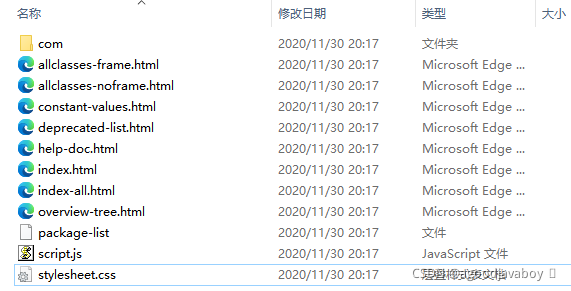 名称 修改日期 类型 大小
com 2020/11/30 20:17 文件夹
allclasses-frame.html 2020/11/30 20:17 Microsoft Edge ...
allclasses-noframe.html 2020/11/30 20:17 Microsoft Edge ...
constant-values.html 2020/11/30 20:17 Microsoft Edge ...
deprecated-list.html 2020/11/30 20:17 Microsoft Edge ...
help-doc.html 2020/11/30 20:17 Microsoft Edge ...
index.html 2020/11/30 20:17 Microsoft Edge ...
index-all.html 2020/11/30 20:17 Microsoft Edge ...
overview-tree.html 2020/11/30 20:17 Microsoft Edge ...
package-list 2020/11/30 20:17 文件
script.js 2020/11/30 20:17 JavaScript 文件
stylesheet.css 2020/11/30 20:17 层叠样式表文档